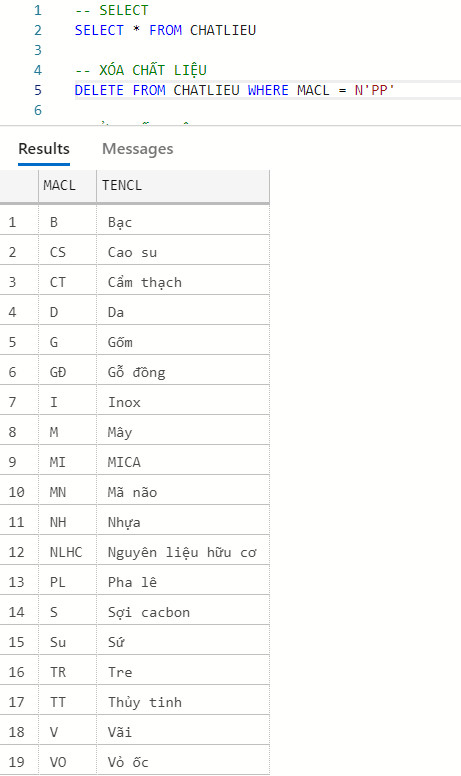 1 -- SELECT
2 SELECT * FROM CHATLIEU
3
4 -- XÓA CHẤT LIỆU
5 DELETE FROM CHATLIEU WHERE MACL = N'PP'
6
Results Messages
MACL TENCL
1 B Bạc
2 CS Cao su
3 CT Cẩm thạch
4 D Da
5 G Gốm
6 GĐ Gỗ đồng
7 I Inox
8 M Mây
9 MI MICA
10 MN Mã não
11 NH Nhựa
12 NLHC Nguyên liệu hữu cơ
13 PL Pha lê
14 S Sợi cacbon
15 Su Sứ
16 TR Tre
17 TT Thủy tinh
18 V Vãi
19 VO Vỏ ốc